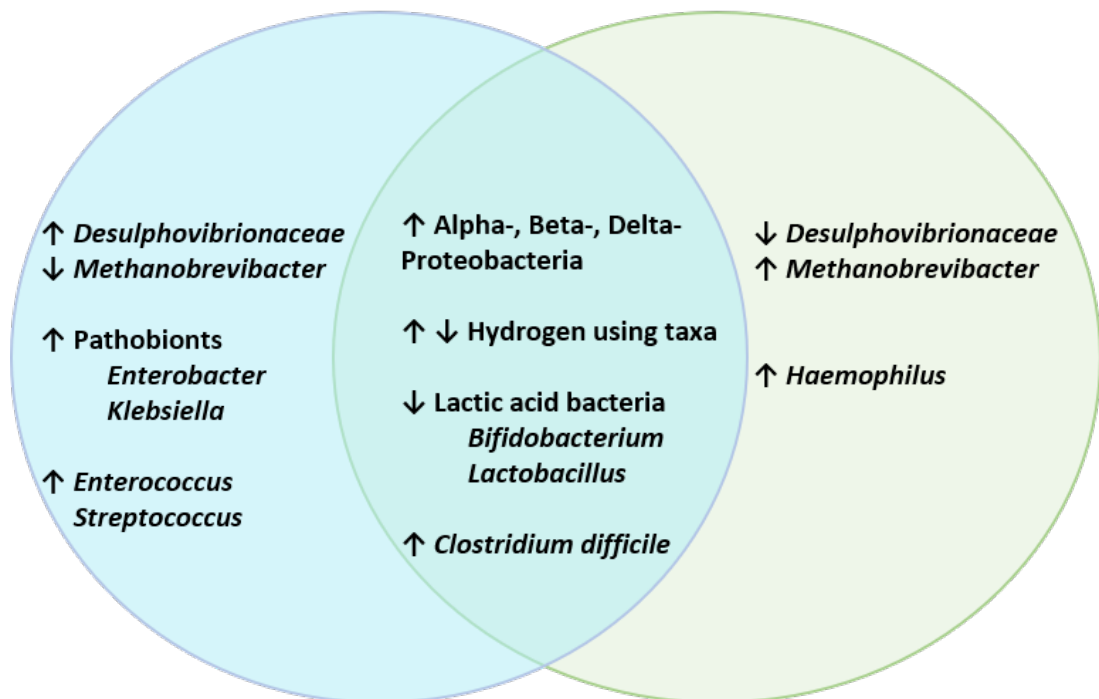 ↑ Desulphovibrionaceae
↓ Methanobrevibacter
↑ Pathobionts
Enterobacter
Klebsiella
↑ Enterococcus
Streptococcus
↑ Alpha-, Beta-, Delta-
Proteobacteria
↑ ↓ Hydrogen using taxa
↓ Lactic acid bacteria
Bifidobacterium
Lactobacillus
↑ Clostridium difficile
↓ Desulphovibrionaceae
↑ Methanobrevibacter
↑ Haemophilus